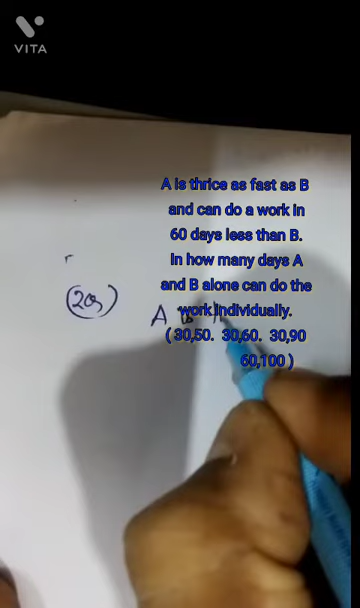 VITA
A is thrice as fast as B
and can do a work in
60 days less than B.
In how many days A
and B alone can do the
work individually.
( 30,50. 30,60. 30,90
60,100 )
A